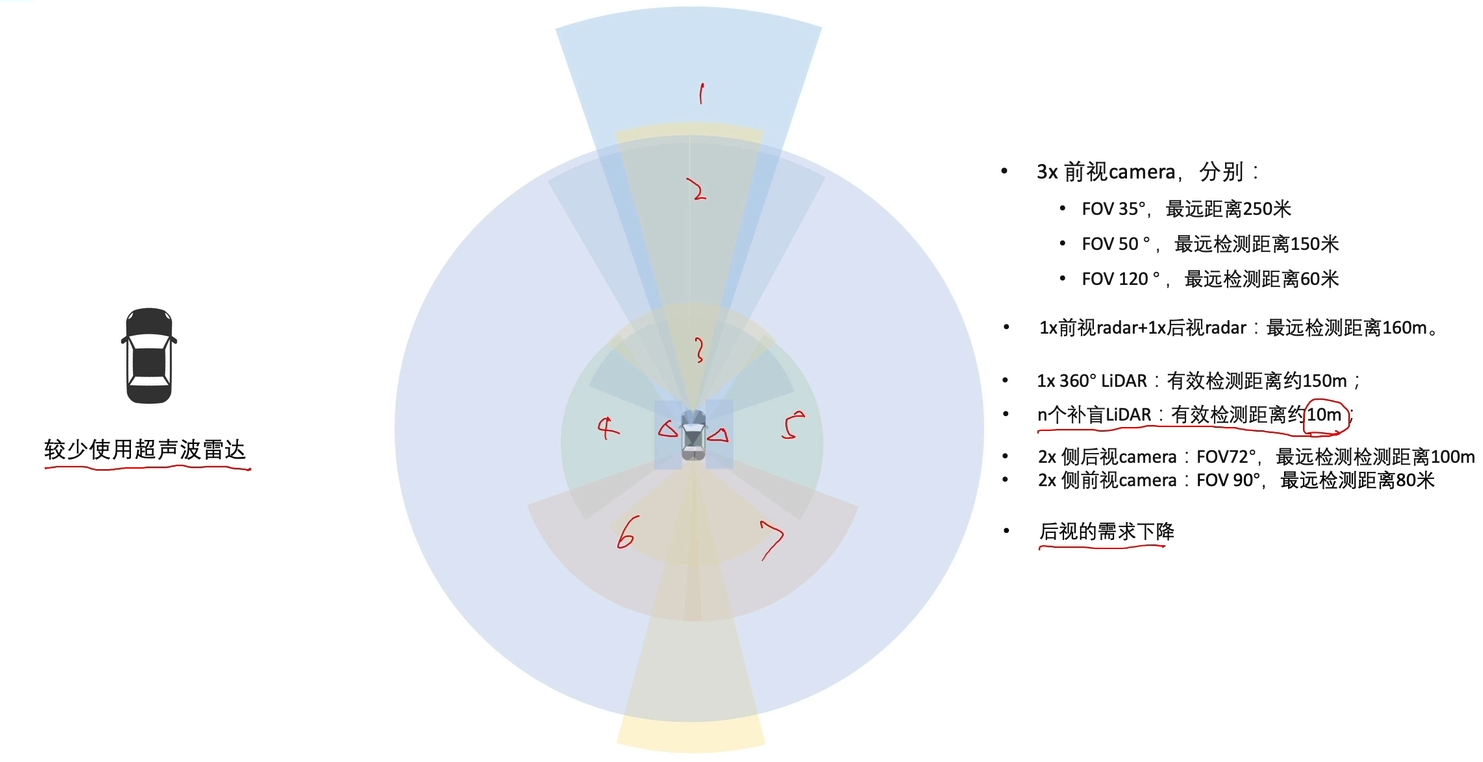 1
2
3
4
5
6
7
较少使用超声波雷达
• 3x 前视camera，分别：
• FOV 35°，最远距离250米
• FOV 50 °，最远检测距离150米
• FOV 120 °，最远检测距离60米
• 1x前视radar+1x后视radar：最远检测距离160m。
• 1x 360° LiDAR：有效检测距离约150m；
• n个补盲LiDAR：有效检测距离约10m；
• 2x 侧后视camera：FOV72°，最远检测检测距离100m
• 2x 侧前视camera：FOV 90°，最远检测距离80米
• 后视的需求下降